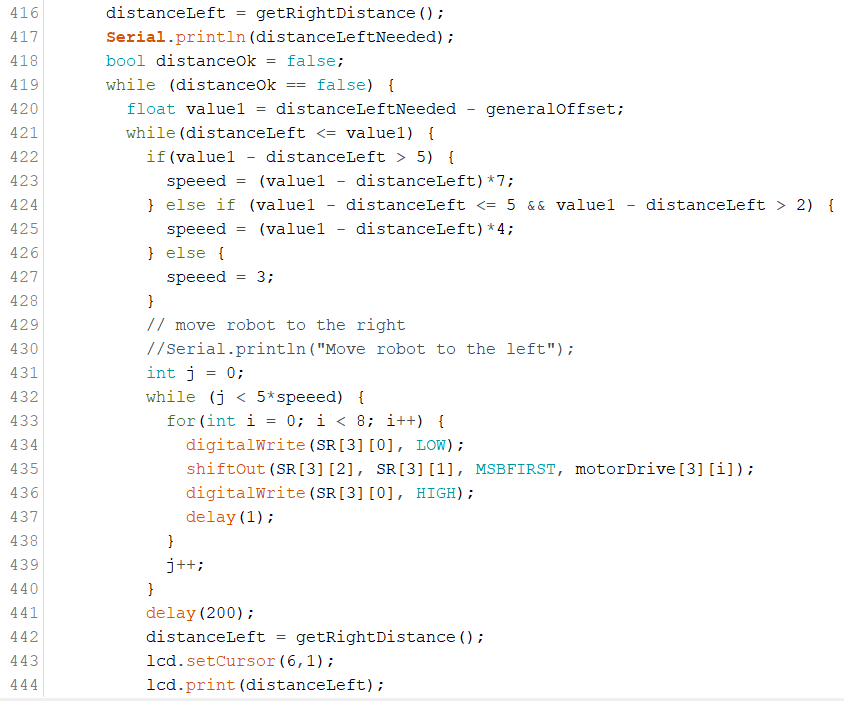 416 distanceLeft = getRightDistance();
417 Serial.println(distanceLeftNeeded);
418 bool distanceOk = false;
419 while (distanceOk == false) {
420 float value1 = distanceLeftNeeded - generalOffset;
421 while(distanceLeft <= value1) {
422 if(value1 - distanceLeft > 5) {
423 speeed = (value1 - distanceLeft)*7;
424 } else if (value1 - distanceLeft <= 5 && value1 - distanceLeft > 2) {
425 speeed = (value1 - distanceLeft)*4;
426 } else {
427 speeed = 3;
428 }
429 // move robot to the right
430 //Serial.println("Move robot to the left");
431 int j = 0;
432 while (j < 5*speeed) {
433 for(int i = 0; i < 8; i++) {
434 digitalWrite(SR[3][0], LOW);
435 shiftOut(SR[3][2], SR[3][1], MSBFIRST, motorDrive[3][i]);
436 digitalWrite(SR[3][0], HIGH);
437 delay(1);
438 }
439 j++;
440 }
441 delay(200);
442 distanceLeft = getRightDistance();
443 lcd.setCursor(6,1);
444 lcd.print(distanceLeft);